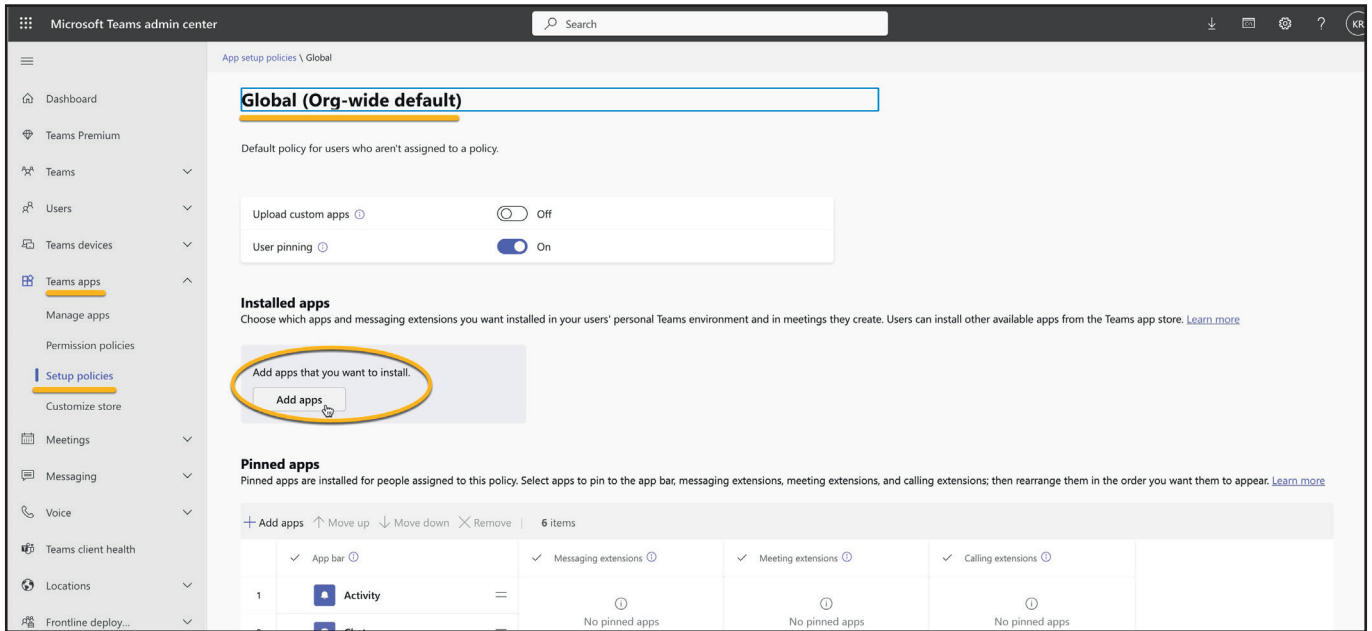 Microsoft Teams admin center
Search
KR
App setup policies \ Global
Dashboard
Teams Premium
Teams
Users
Teams devices
Teams apps
Manage apps
Permission policies
Setup policies
Customize store
Meetings
Messaging
Voice
Teams client health
Locations
Frontline deploy...
Global (Org-wide default)
Default policy for users who aren't assigned to a policy.
Upload custom apps Off
User pinning On
Installed apps
Choose which apps and messaging extensions you want installed in your users' personal Teams environment and in meetings they create. Users can install other available apps from the Teams app store. Learn more
Add apps that you want to install.
Add apps
Pinned apps
Pinned apps are installed for people assigned to this policy. Select apps to pin to the app bar, messaging extensions, meeting extensions, and calling extensions; then rearrange them in the order you want them to appear. Learn more
Add apps Move up Move down Remove | 6 items
App bar Messaging extensions Meeting extensions Calling extensions
1 Activity
No pinned apps No pinned apps No pinned apps